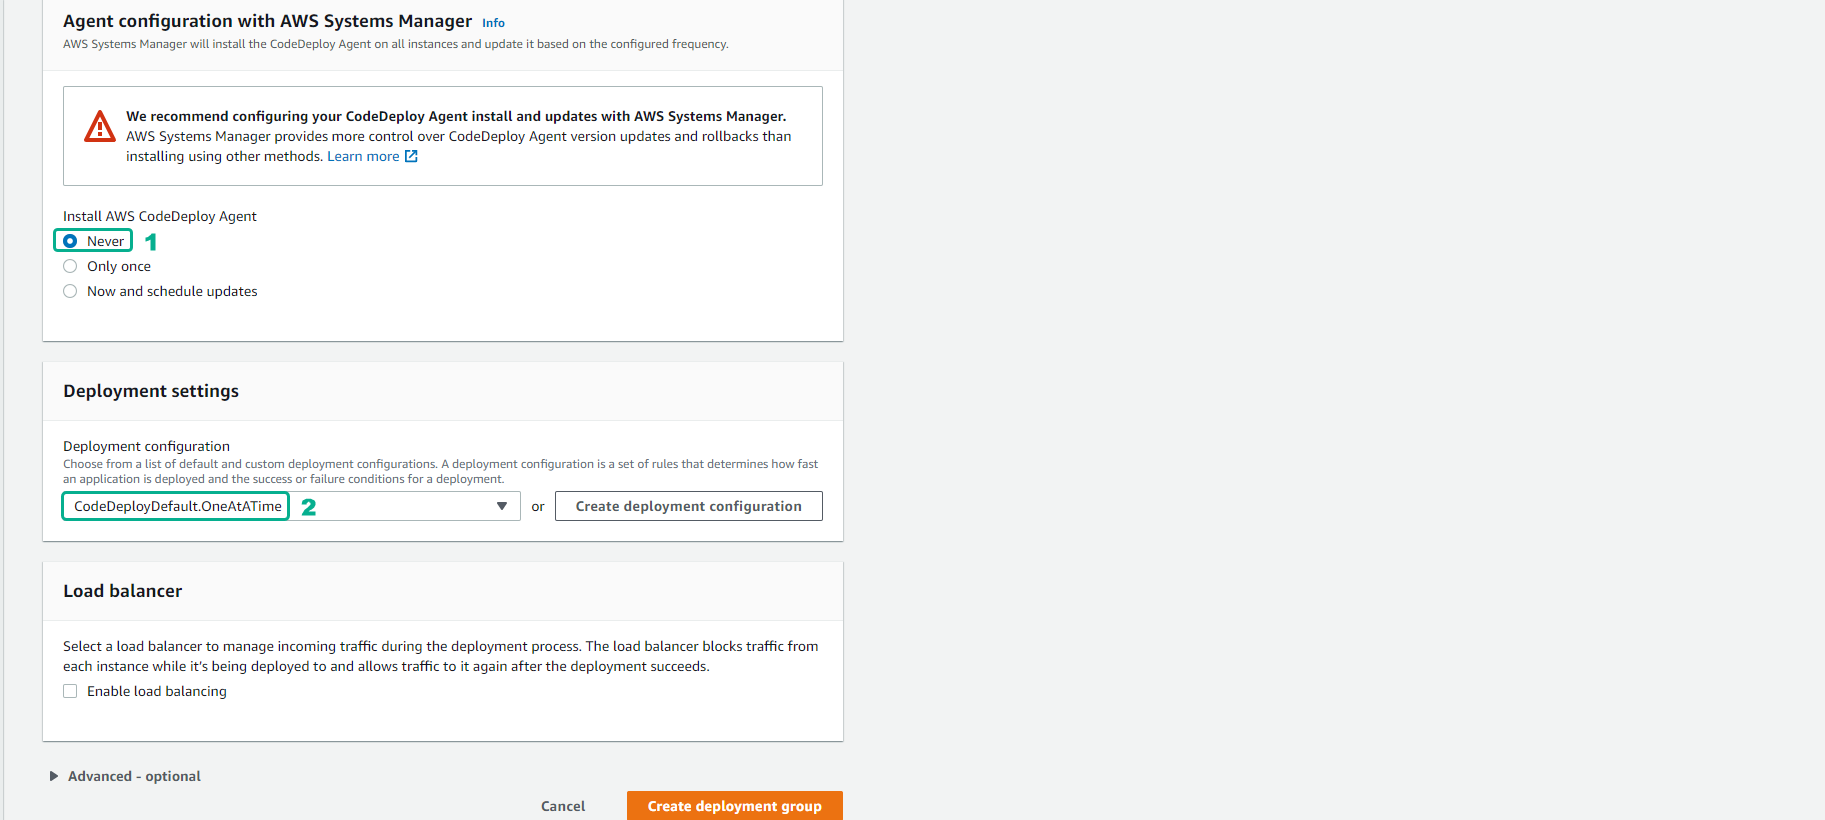 Agent configuration with AWS Systems Manager Info
AWS Systems Manager will install the CodeDeploy Agent on all instances and update it based on the configured frequency.
We recommend configuring your CodeDeploy Agent install and updates with AWS Systems Manager.
AWS Systems Manager provides more control over CodeDeploy Agent version updates and rollbacks than
installing using other methods. Learn more
Install AWS CodeDeploy Agent
Never 1
Only once
Now and schedule updates
Deployment settings
Deployment configuration
Choose from a list of default and custom deployment configurations. A deployment configuration is a set of rules that determines how fast
an application is deployed and the success or failure conditions for a deployment.
CodeDeployDefault.OneAtATime 2 or Create deployment configuration
Load balancer
Select a load balancer to manage incoming traffic during the deployment process. The load balancer blocks traffic from
each instance while it's being deployed to and allows traffic to it again after the deployment succeeds.
Enable load balancing
Advanced - optional
Cancel Create deployment group